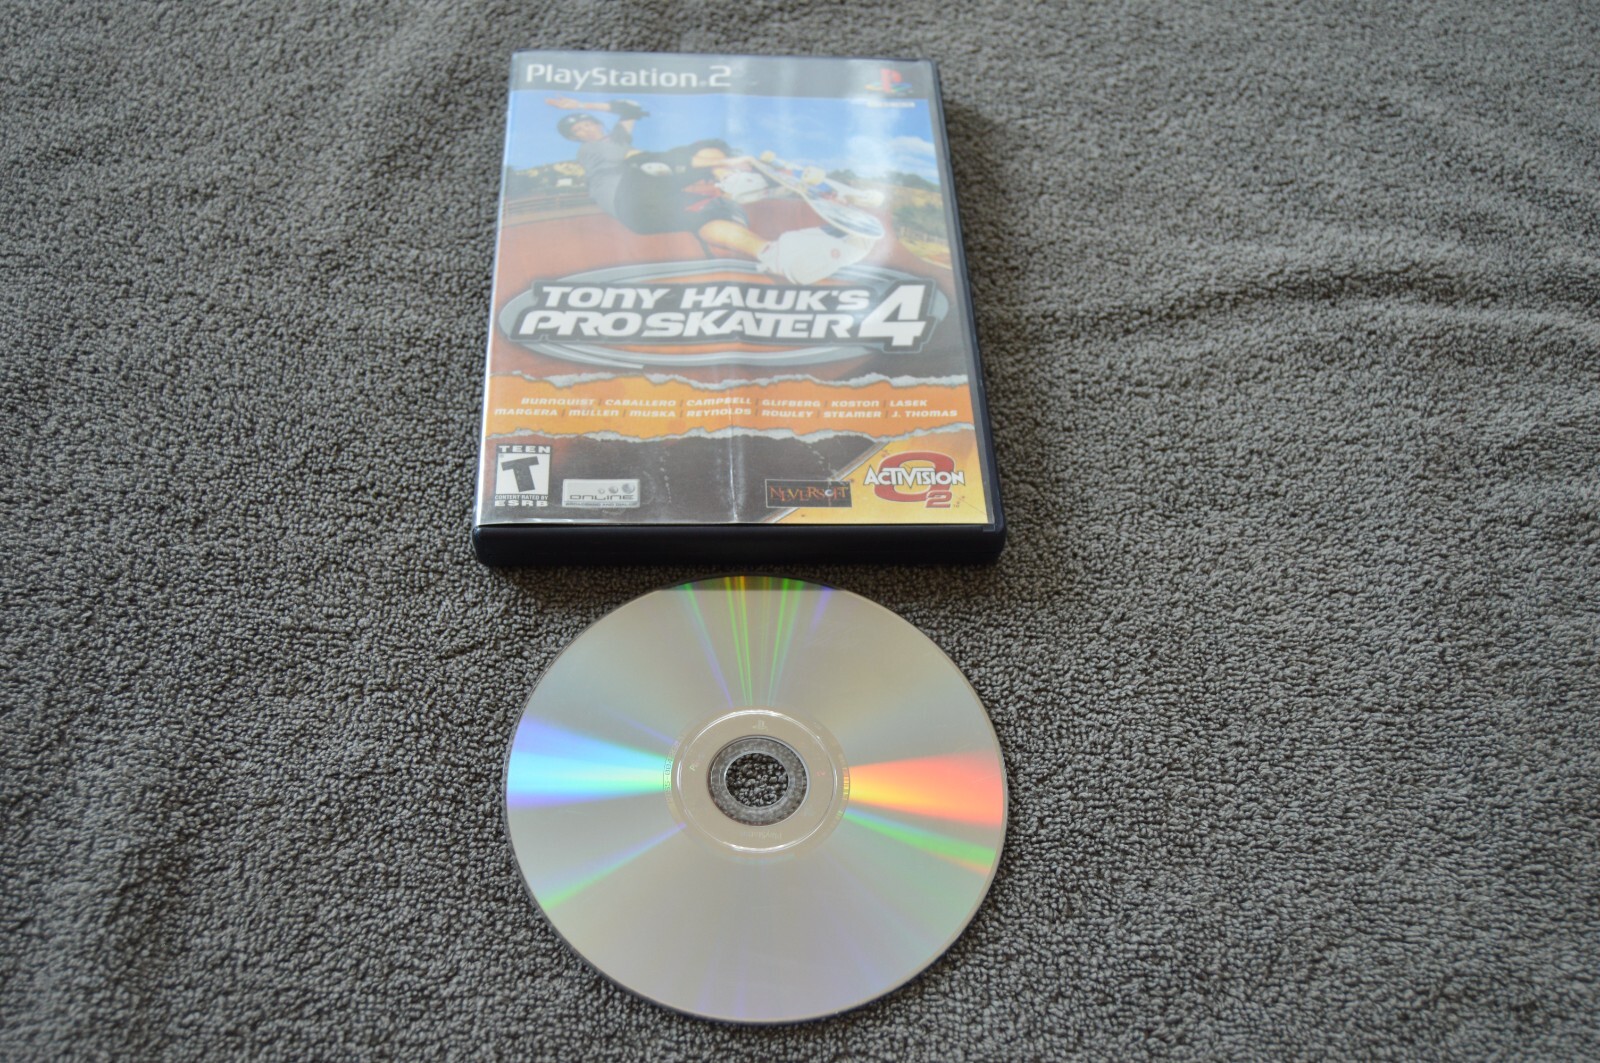 PlayStation®2
TONY HAWK'S
PRO SKATER 4
BURNQUIST | CABALLERO | CAMPBELL | GLIFBERG | KOSTON | LASEK
MARGERA | MULLEN | MUSKA | REYNOLDS | ROWLEY | STEAMER | J. THOMAS
TEEN
T
CONTENT RATED BY
ESRB
ONLINE
NEVERSOFT
ACTIVISION
O2